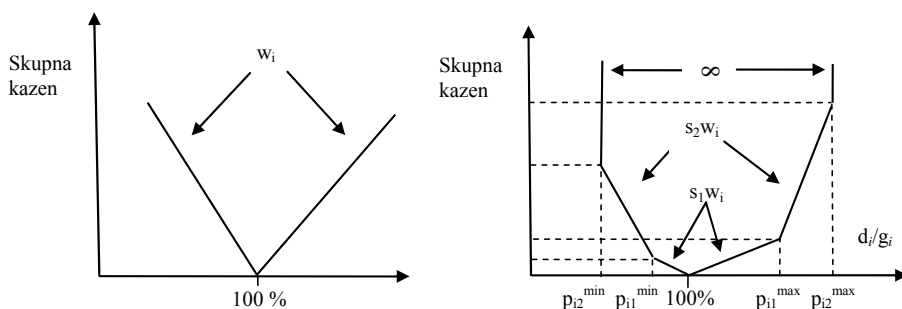 Skupna
kazen
wᵢ
100 %
Skupna
kazen
∞
s₂wᵢ
s₁wᵢ
dᵢ/gᵢ
pᵢ₂ᵐⁱⁿ pᵢ₁ᵐⁱⁿ 100% pᵢ₁ᵐᵃˣ pᵢ₂ᵐᵃˣ